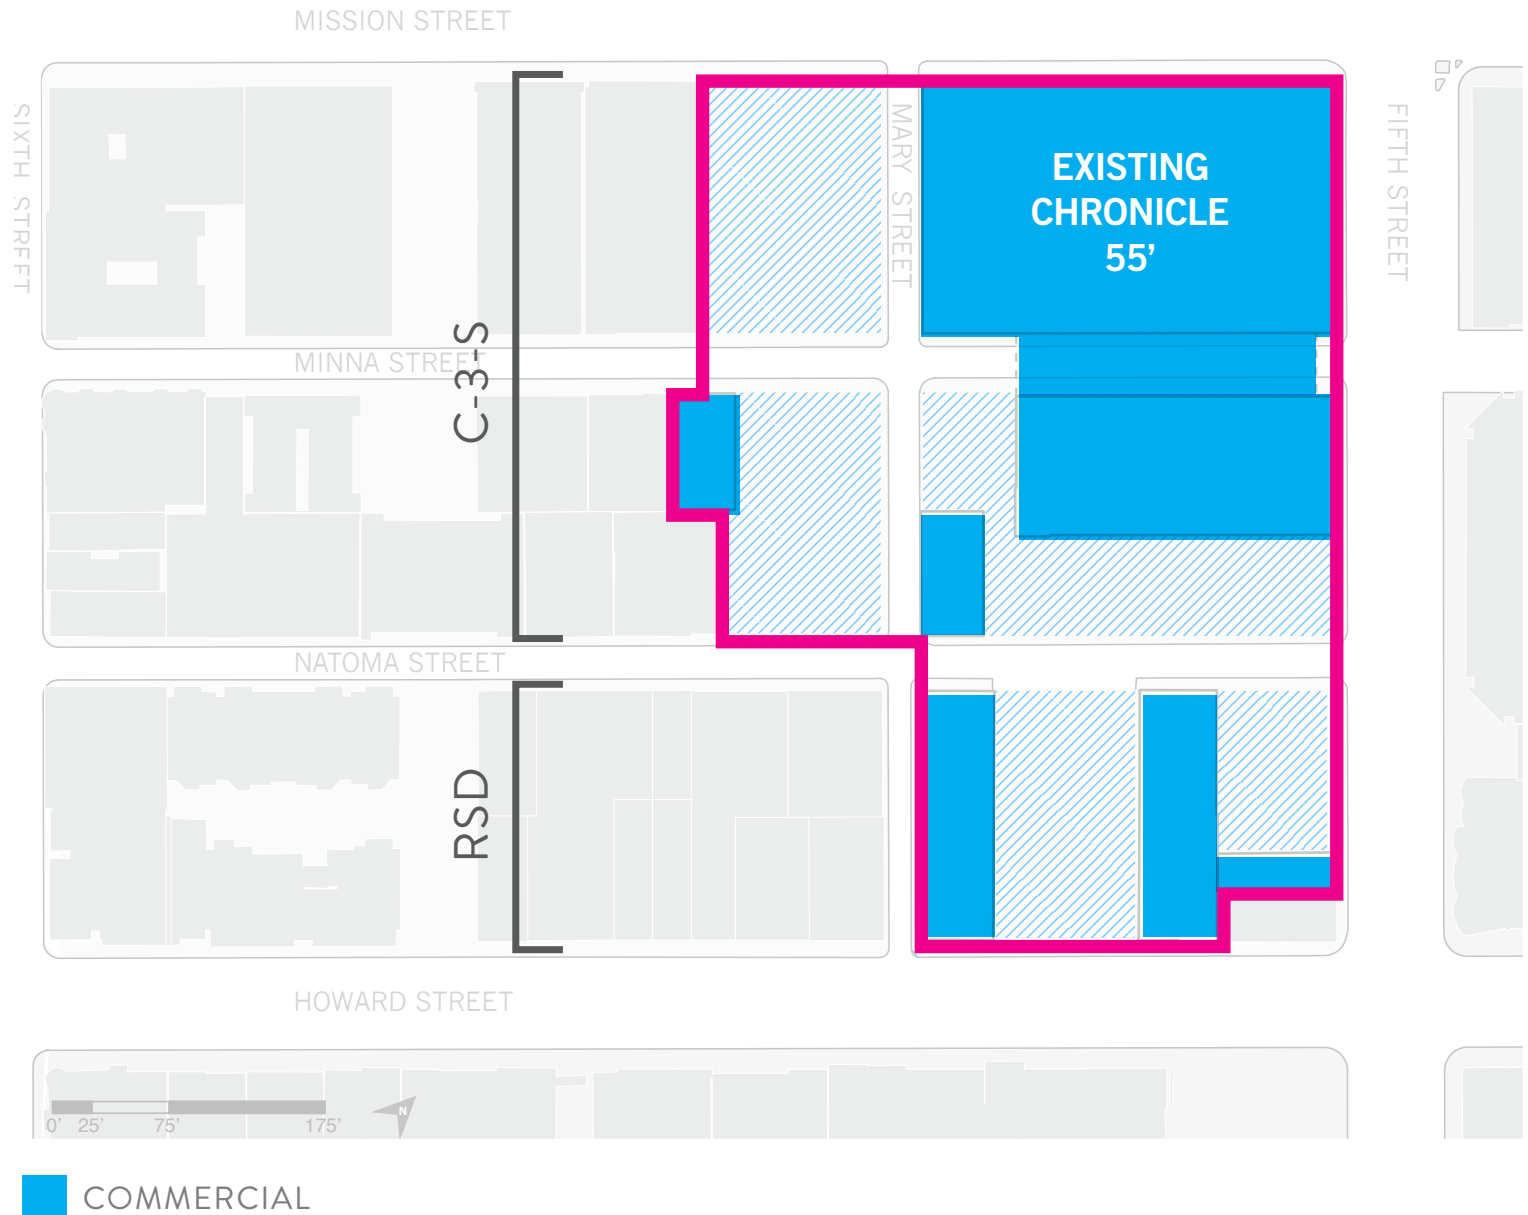 MISSION STREET
SIXTH STREET
MARY STREET
FIFTH STREET
EXISTING
CHRONICLE
55’
MINNA STREET
C-3-S
NATOMA STREET
RSD
HOWARD STREET
0’ 25’ 75’ 175’
N
COMMERCIAL